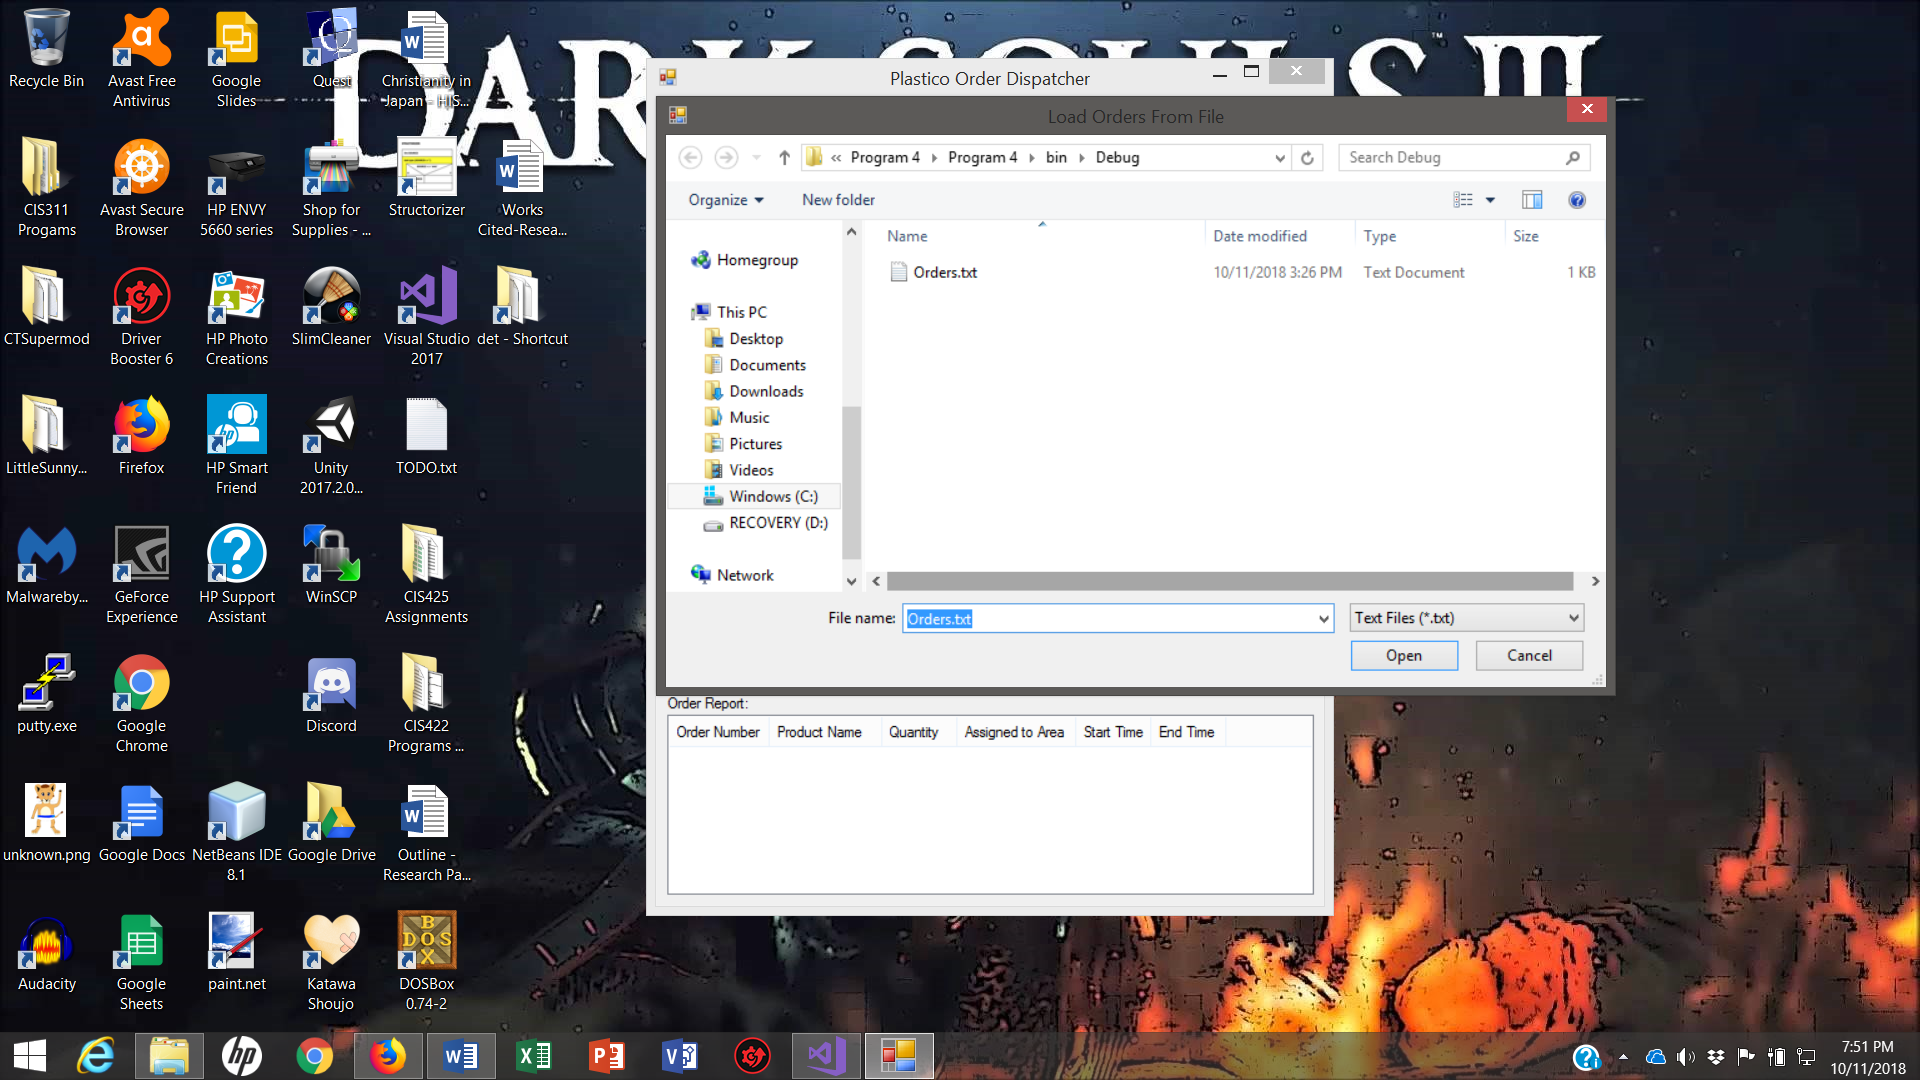 DARK SOULS III
™
Recycle Bin
Avast Free
Antivirus
Google
Slides
Quest
Christianity in
Japan - HIS...
CIS311
Progams
Avast Secure
Browser
HP ENVY
5660 series
Shop for
Supplies - ...
Structorizer
Works
Cited-Resea...
CTSupermod
Driver
Booster 6
HP Photo
Creations
SlimCleaner
Visual Studio
2017
det - Shortcut
LittleSunny...
Firefox
HP Smart
Friend
Unity
2017.2.0...
TODO.txt
Malwareby...
GeForce
Experience
HP Support
Assistant
WinSCP
CIS425
Assignments
putty.exe
Google
Chrome
Discord
CIS422
Programs ...
unknown.png
Google Docs
NetBeans IDE
8.1
Google Drive
Outline -
Research Pa...
Audacity
Google
Sheets
paint.net
Katawa
Shoujo
DOSBox
0.74-2
Plastico Order Dispatcher
Load Orders From File
« Program 4 Program 4 bin Debug
Search Debug
Organize
New folder
Name Date modified Type Size
Orders.txt 10/11/2018 3:26 PM Text Document 1 KB
Homegroup
This PC
Desktop
Documents
Downloads
Music
Pictures
Videos
Windows (C:)
RECOVERY (D:)
Network
File name: Orders.txt
Text Files (*.txt)
Open
Cancel
Order Report:
Order Number Product Name Quantity Assigned to Area Start Time End Time
7:51 PM
10/11/2018